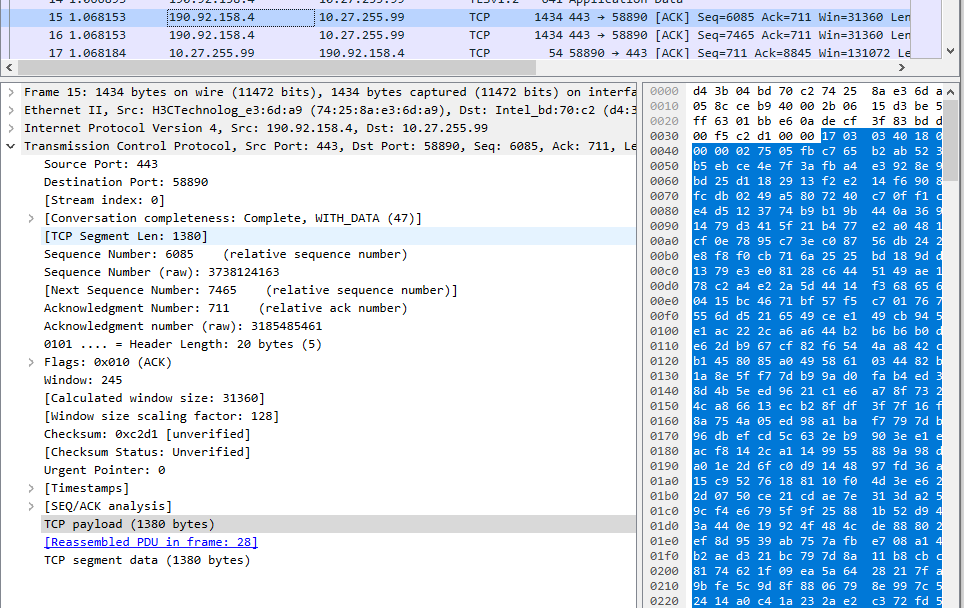 15 1.068153 190.92.158.4 10.27.255.99 TCP 1434 443 → 58890 [ACK] Seq=6085 Ack=711 Win=31360 Len
16 1.068153 190.92.158.4 10.27.255.99 TCP 1434 443 → 58890 [ACK] Seq=7465 Ack=711 Win=31360 Len
17 1.068184 10.27.255.99 190.92.158.4 TCP 54 58890 → 443 [ACK] Seq=711 Ack=8845 Win=131072 Le
Frame 15: 1434 bytes on wire (11472 bits), 1434 bytes captured (11472 bits) on interfa
Ethernet II, Src: H3CTechnolog_e3:6d:a9 (74:25:8a:e3:6d:a9), Dst: Intel_bd:70:c2 (d4:3
Internet Protocol Version 4, Src: 190.92.158.4, Dst: 10.27.255.99
Transmission Control Protocol, Src Port: 443, Dst Port: 58890, Seq: 6085, Ack: 711, Le
Source Port: 443
Destination Port: 58890
[Stream index: 0]
[Conversation completeness: Complete, WITH_DATA (47)]
[TCP Segment Len: 1380]
Sequence Number: 6085 (relative sequence number)
Sequence Number (raw): 3738124163
[Next Sequence Number: 7465 (relative sequence number)]
Acknowledgment Number: 711 (relative ack number)
Acknowledgment number (raw): 3185485461
0101 .... = Header Length: 20 bytes (5)
Flags: 0x010 (ACK)
Window: 245
[Calculated window size: 31360]
[Window size scaling factor: 128]
Checksum: 0xc2d1 [unverified]
[Checksum Status: Unverified]
Urgent Pointer: 0
[Timestamps]
[SEQ/ACK analysis]
TCP payload (1380 bytes)
[Reassembled PDU in frame: 28]
TCP segment data (1380 bytes)
0000 d4 3b 04 bd 70 c2 74 25 8a e3 6d a
0010 05 8c ce b9 40 00 2b 06 15 d3 be 5
0020 ff 63 01 bb e6 0a de cf 3f 83 bd d
0030 00 f5 c2 d1 00 00 17 03 03 40 18 0
0040 00 00 02 75 05 fb c7 65 b2 ab 52 3
0050 b5 eb ce 4e 7f 3a fb a4 e3 92 8e 9
0060 bd 25 d1 18 29 13 f2 e2 14 f6 90 8
0070 fc db 02 49 a5 80 72 40 c7 0f f1 c
0080 e4 d5 12 37 74 b9 b1 9b 44 0a 36 9
0090 14 79 d3 41 5f 21 b4 77 e2 a0 48 1
00a0 cf 0e 78 95 c7 3e c0 87 56 db 24 2
00b0 e8 f8 f0 cb 71 6a 25 25 bd 18 9d d
00c0 13 79 e3 e0 81 28 c6 44 51 49 ae 1
00d0 78 c2 a4 e2 2a 5d 44 14 f3 68 65 6
00e0 04 15 bc 46 71 bf 57 f5 c7 01 76 7
00f0 55 6d d5 21 65 49 ce e1 49 cb 94 5
0100 e1 ac 22 2c a6 a6 44 b2 b6 b6 b0 d
0110 e6 2d b9 67 cf 82 f6 54 4a a8 42 c
0120 b1 45 80 85 a0 49 58 61 03 44 82 b
0130 1a 8e 5f f7 7d b9 9a d0 fa b4 ed 3
0140 8d 4b 5e ed 96 21 c1 e6 a7 8f 73 2
0150 4c a8 66 13 ec b2 8f df 3f 7f 16 f
0160 8a 75 4a 05 ed 98 a1 ba f7 79 7d b
0170 96 db ef cd 5c 63 2e b9 90 3e e1 e
0180 ac f8 14 2c a1 14 99 55 88 9a 98 d
0190 a0 1e 2d 6f c0 d9 14 48 97 fd 36 a
01a0 15 c9 52 76 18 81 10 f0 4d 3e e6 2
01b0 2d 07 50 ce 21 cd ae 7e 31 3d a2 5
01c0 9c f4 e6 79 5f 9f 25 88 1b 52 d9 4
01d0 3a 44 0e 19 92 4f 48 4c de 88 80 2
01e0 ef 8d 95 39 ab 75 7a fb e7 08 a1 4
01f0 b2 ae d3 21 bc 79 7d 8a 11 b8 cb c
0200 81 74 62 1f 09 ea 5a 64 28 21 7f a
0210 9b fe 5c 9d 8f 88 06 79 8e 99 7c 5
0220 24 14 a0 c4 1a 23 2a e2 c3 72 fd 5